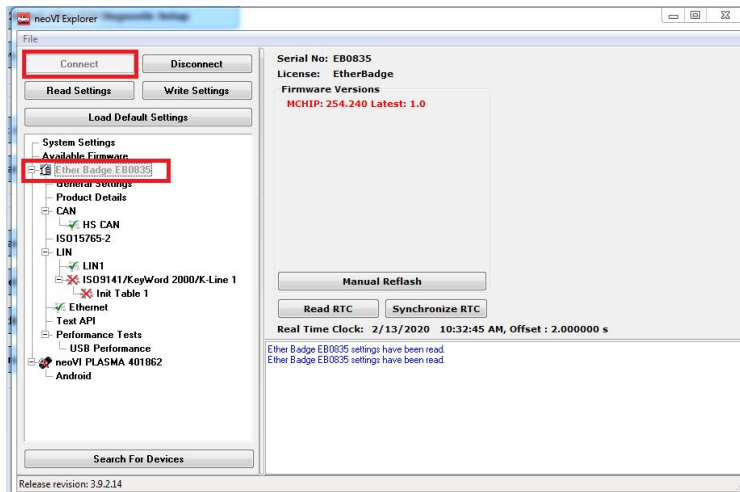 neoVI Explorer
File
Connect
Disconnect
Read Settings
Write Settings
Load Default Settings
System Settings
Available Firmware
Ether Badge EB0835
General Settings
Product Details
CAN
HS CAN
ISO15765-2
LIN
LIN1
ISO9141/KeyWord 2000/K-Line 1
Init Table 1
Ethernet
Text API
Performance Tests
USB Performance
neoVI PLASMA 401862
Android
Search For Devices
Serial No: EB0835
License: EtherBadge
Firmware Versions
MCHIP: 254.240 Latest: 1.0
Manual Reflash
Read RTC
Synchronize RTC
Real Time Clock: 2/13/2020 10:32:45 AM, Offset : 2.000000 s
Ether Badge EB0835 settings have been read.
Ether Badge EB0835 settings have been read.
Release revision: 3.9.2.14